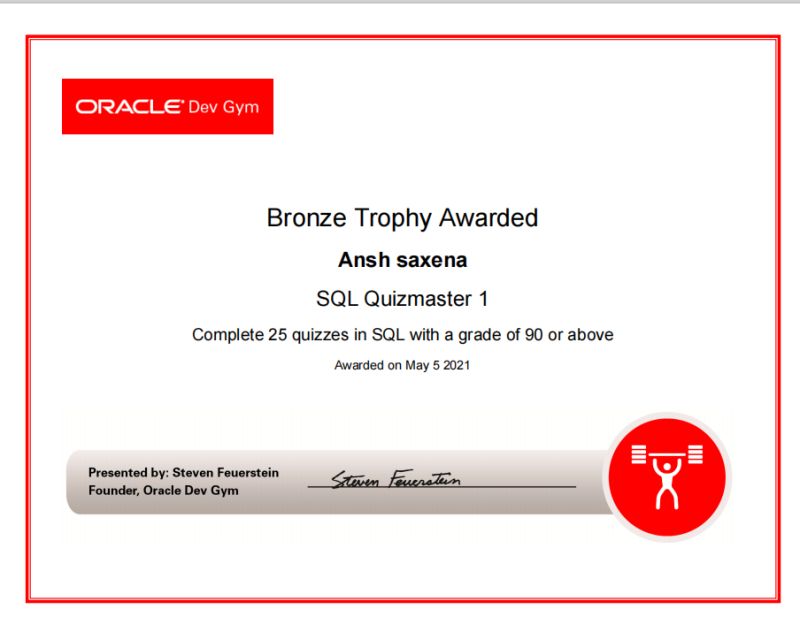 ORACLE Dev Gym
Bronze Trophy Awarded
Ansh saxena
SQL Quizmaster 1
Complete 25 quizzes in SQL with a grade of 90 or above
Awarded on May 5 2021
Presented by: Steven Feuerstein
Founder, Oracle Dev Gym
Steven Feuerstein